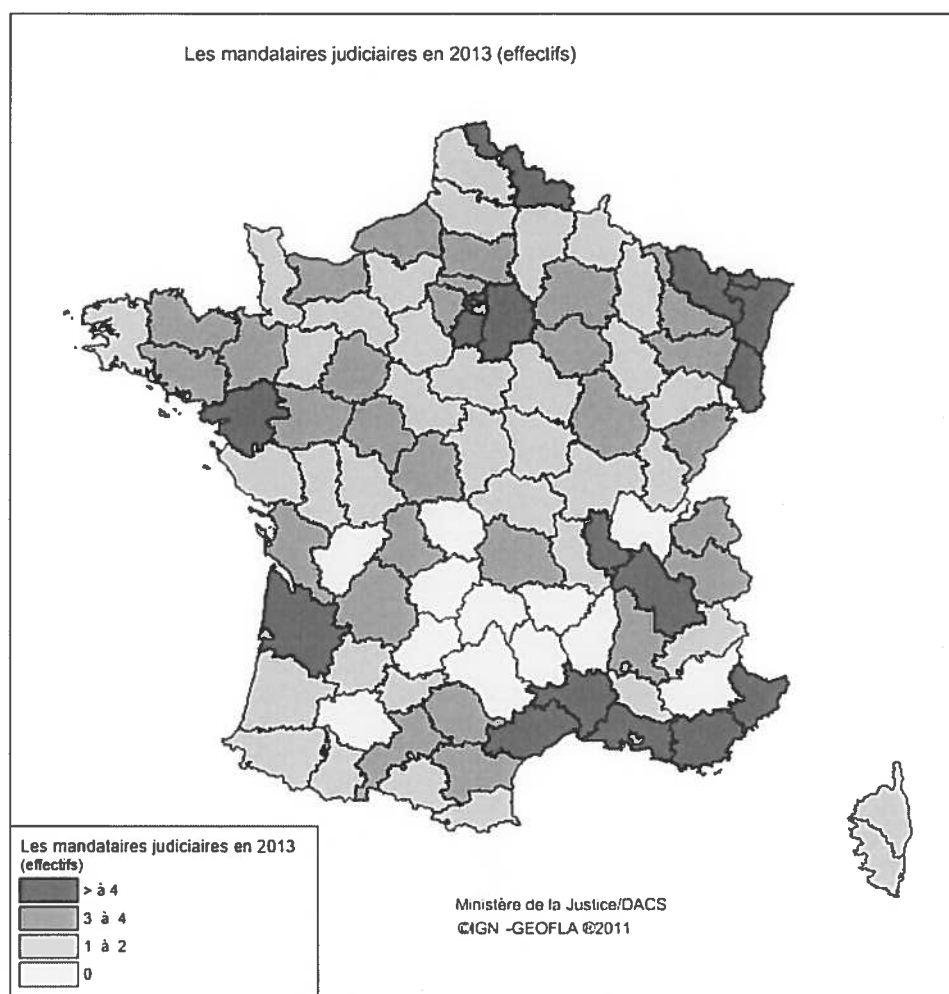 Les mandataires judiciaires en 2013 (effectifs)
Les mandataires judiciaires en 2013
(effectifs)
> à 4
3 à 4
1 à 2
0
Ministère de la Justice/DACS
©IGN -GEOFLA ®2011